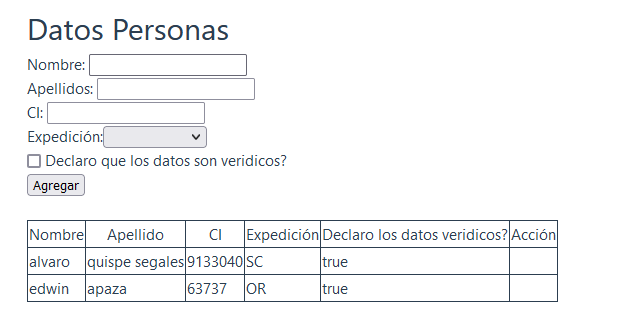 Datos Personas
Nombre:
Apellidos:
CI:
Expedición:
Declaro que los datos son veridicos?
Agregar
Nombre Apellido CI Expedición Declaro los datos veridicos? Acción
alvaro quispe segales 9133040 SC true
edwin apaza 63737 OR true